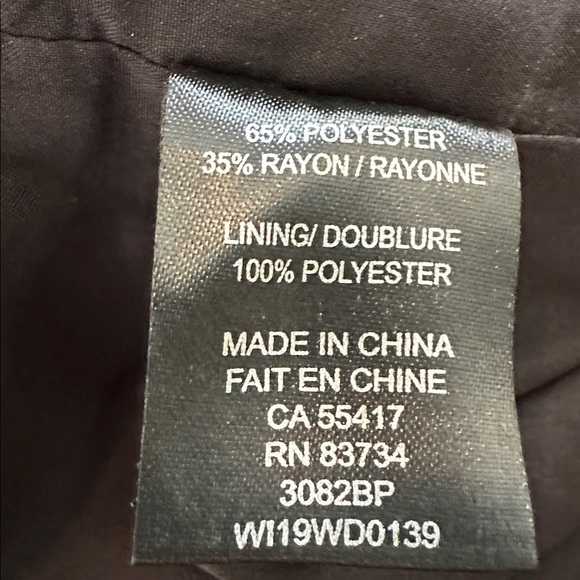 65% POLYESTER
35% RAYON / RAYONNE
LINING/ DOUBLURE
100% POLYESTER
MADE IN CHINA
FAIT EN CHINE
CA 55417
RN 83734
3082BP
WI19WD0139